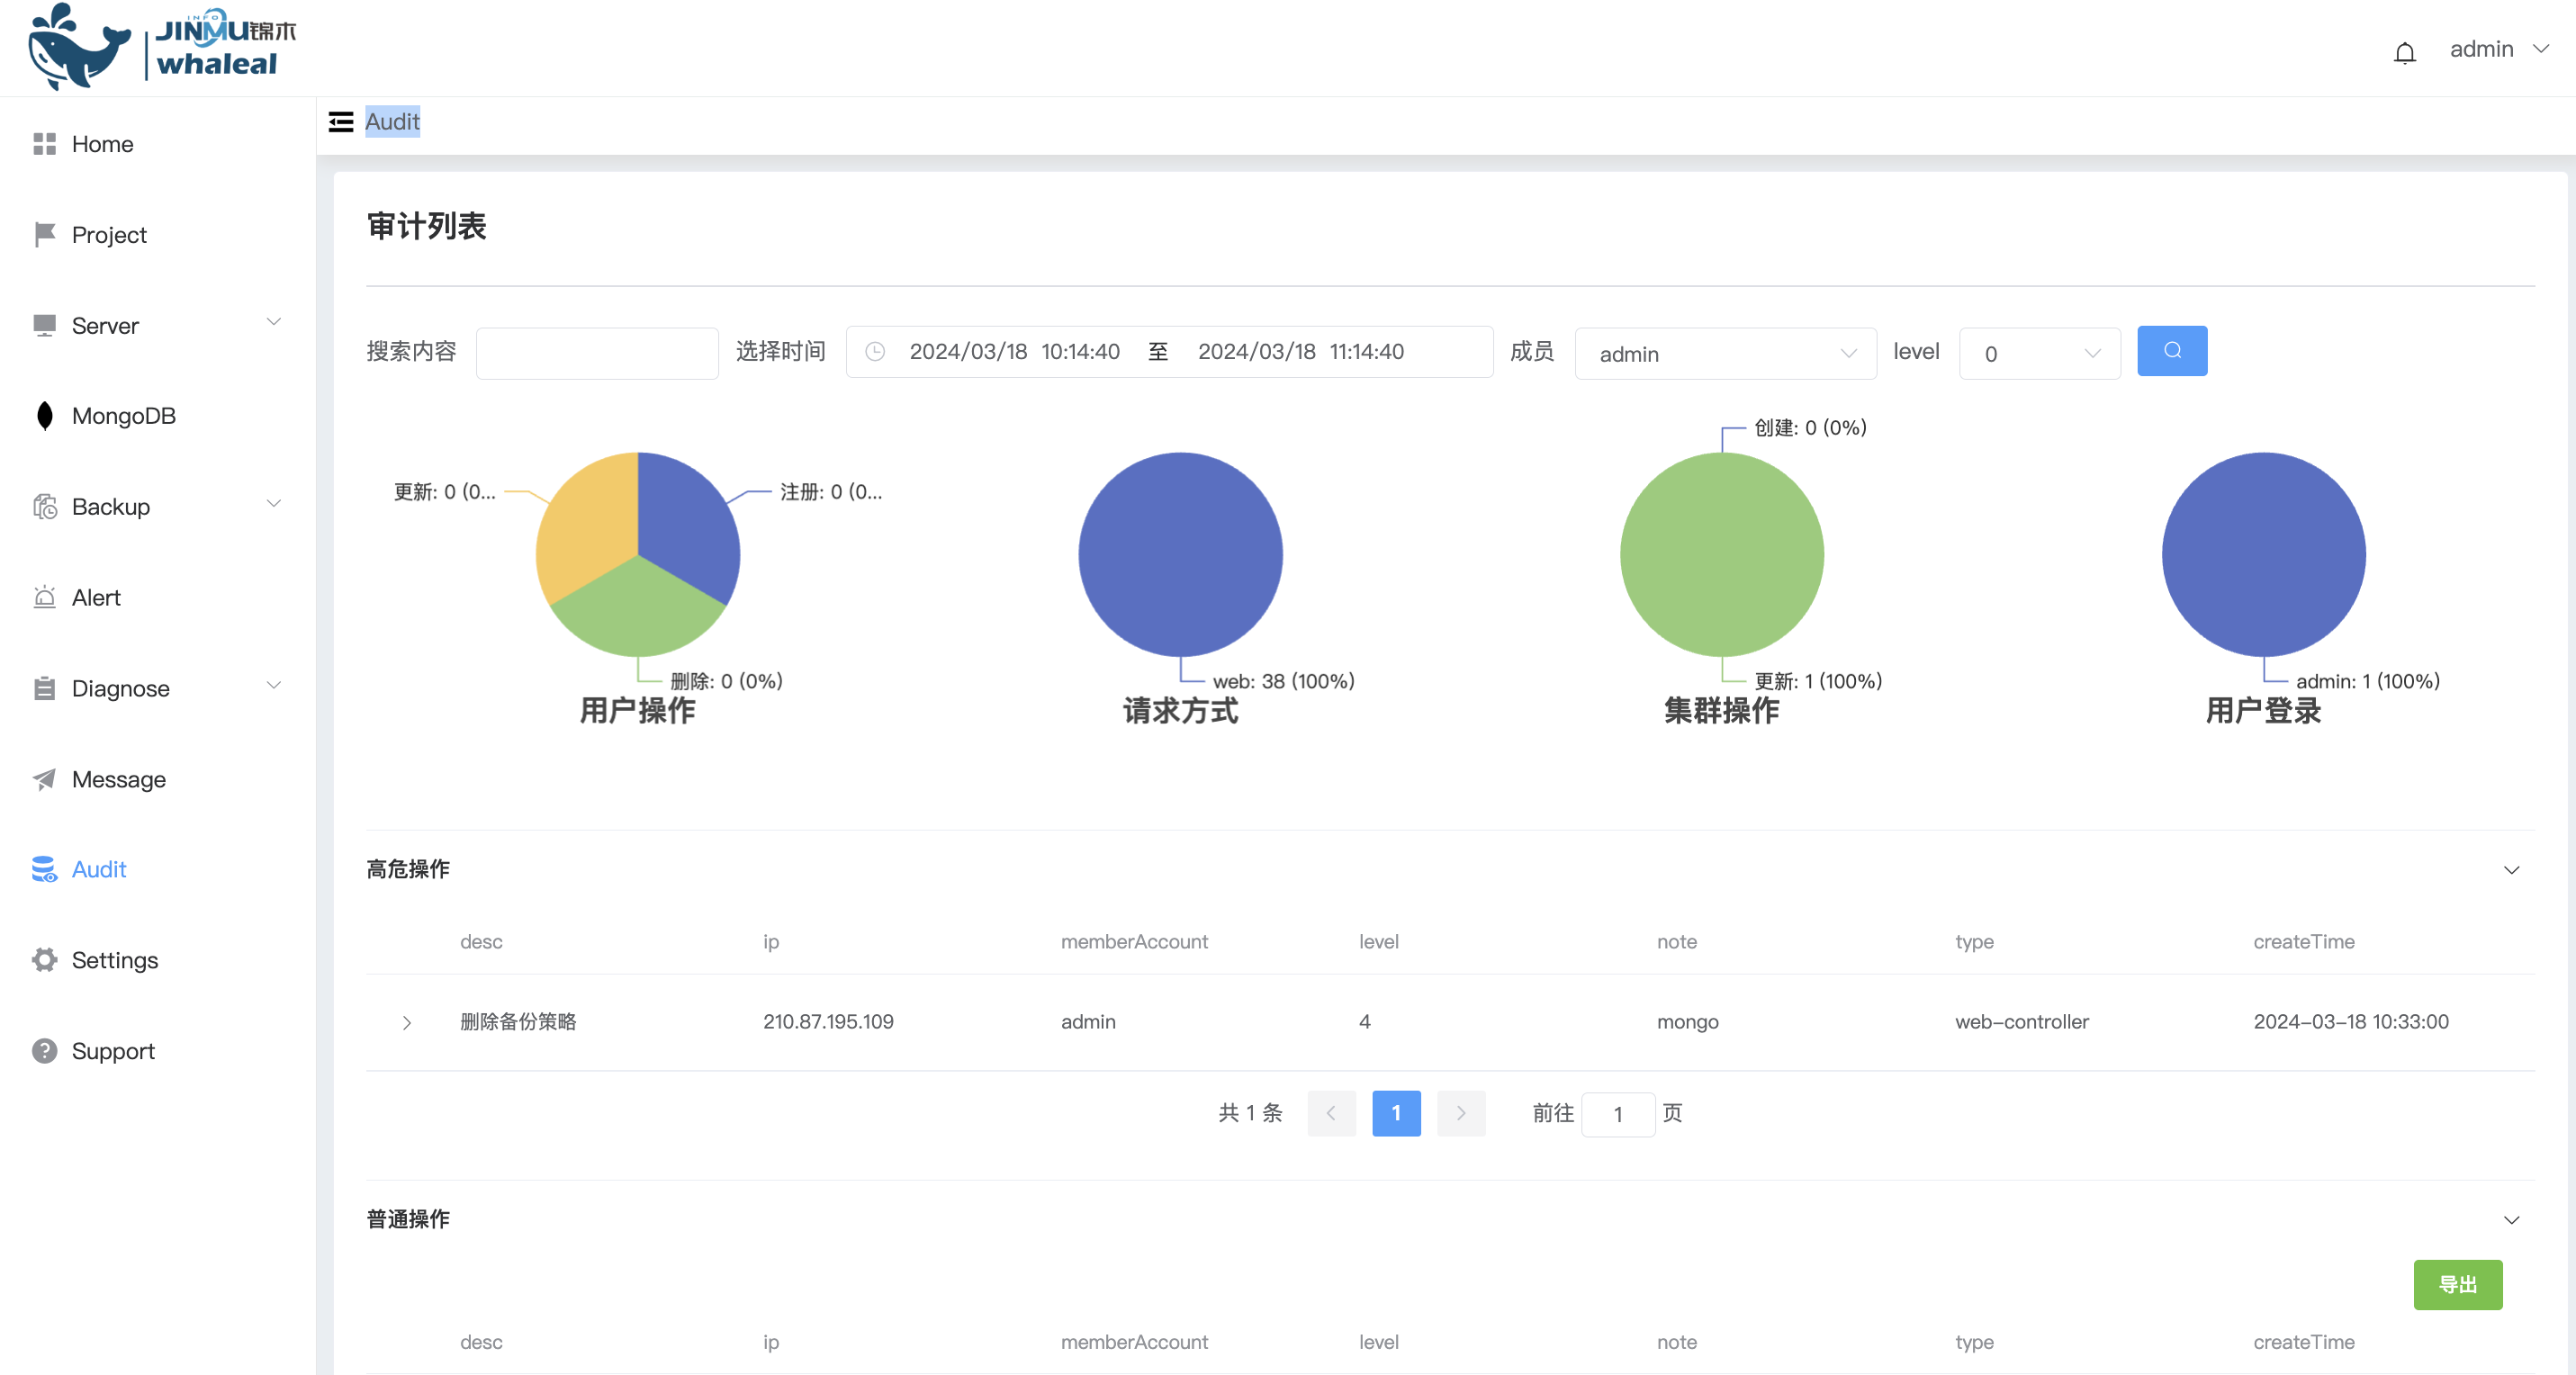 INFO
JINMU锦木
whaleal
admin
Home
Project
Server
MongoDB
Backup
Alert
Diagnose
Message
Audit
Settings
Support
Audit
审计列表
搜索内容 选择时间 2024/03/18 10:14:40 至 2024/03/18 11:14:40 成员 admin level 0
更新: 0 (0...
注册: 0 (0...
删除: 0 (0%)
用户操作
web: 38 (100%)
请求方式
创建: 0 (0%)
更新: 1 (100%)
集群操作
admin: 1 (100%)
用户登录
高危操作
desc ip memberAccount level note type createTime
删除备份策略 210.87.195.109 admin 4 mongo web-controller 2024-03-18 10:33:00
共 1 条 1 前往 1 页
普通操作
导出
desc ip memberAccount level note type createTime